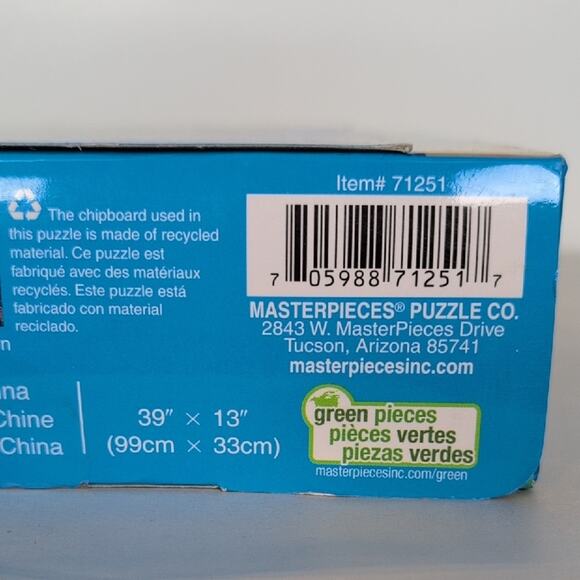 The chipboard used in
this puzzle is made of recycled
material. Ce puzzle est
fabriqué avec des matériaux
recyclés. Este puzzle está
fabricado con material
reciclado.
Item# 71251
7 05988 71251 7
MASTERPIECES® PUZZLE CO.
2843 W. MasterPieces Drive
Tucson, Arizona 85741
masterpiecesinc.com
Chine
China
39" × 13"
(99cm × 33cm)
green pieces
pièces vertes
piezas verdes
masterpiecesinc.com/green